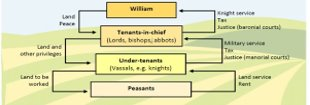 William
Land
Peace
Knight service
Tax
Justice (baronial courts)
Tenants-in-chief
(Lords, bishops, abbots)
Land and
other privileges
Military service
Tax
Justice (manorial courts)
Under-tenants
(Vassals, e.g. knights)
Land to be
worked
Land service
Rent
Peasants